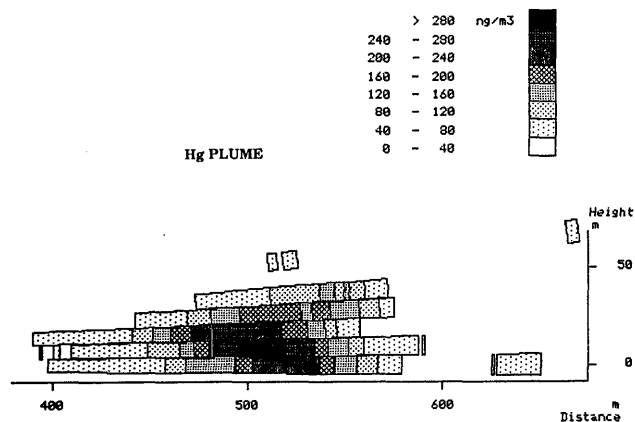 > 280 ng/m3
240 - 280
200 - 240
160 - 200
120 - 160
80 - 120
40 - 80
0 - 40
Hg PLUME
Height
m
50
0
400 500 600 m
Distance